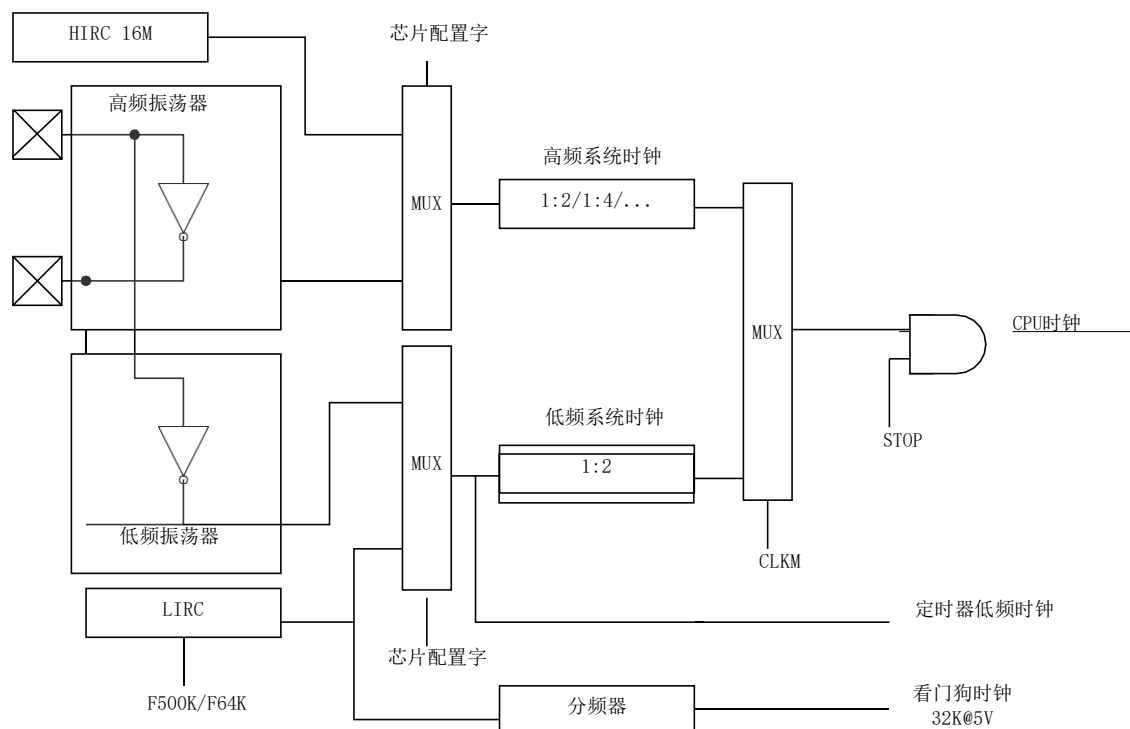 HIRC 16M
芯片配置字
高频振荡器
高频系统时钟
1:2/1:4/...
MUX
MUX
CPU时钟
STOP
低频系统时钟
MUX
1:2
低频振荡器
CLKM
LIRC
定时器低频时钟
芯片配置字
F500K/F64K
分频器
看门狗时钟
32K@5V